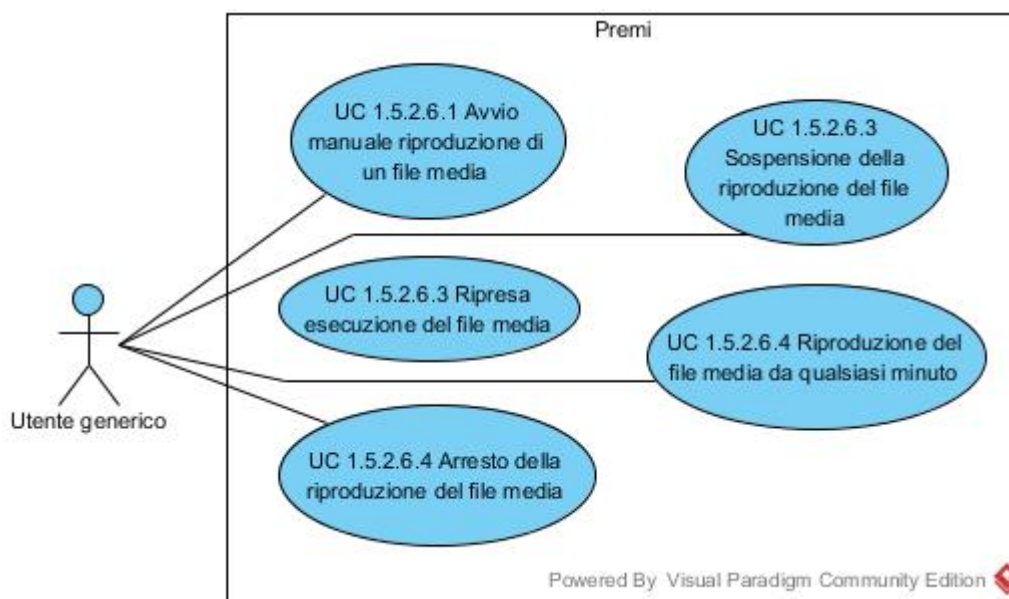 Premi
UC 1.5.2.6.1 Avvio
manuale riproduzione di
un file media
UC 1.5.2.6.3
Sospensione della
riproduzione del file
media
UC 1.5.2.6.3 Ripresa
esecuzione del file media
UC 1.5.2.6.4 Riproduzione del
file media da qualsiasi minuto
Utente generico
UC 1.5.2.6.4 Arresto della
riproduzione del file media
Powered By Visual Paradigm Community Edition